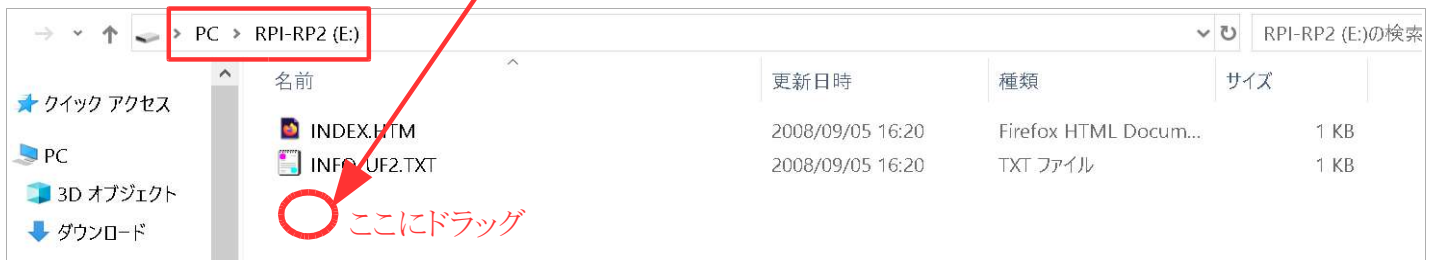 PC > RPI-RP2 (E:)
RPI-RP2 (E:)の検索
名前 更新日時 種類 サイズ
クイック アクセス
INDEX.HTM 2008/09/05 16:20 Firefox HTML Docum... 1 KB
PC
INFO_UF2.TXT 2008/09/05 16:20 TXT ファイル 1 KB
3D オブジェクト
ここにドラッグ
ダウンロード